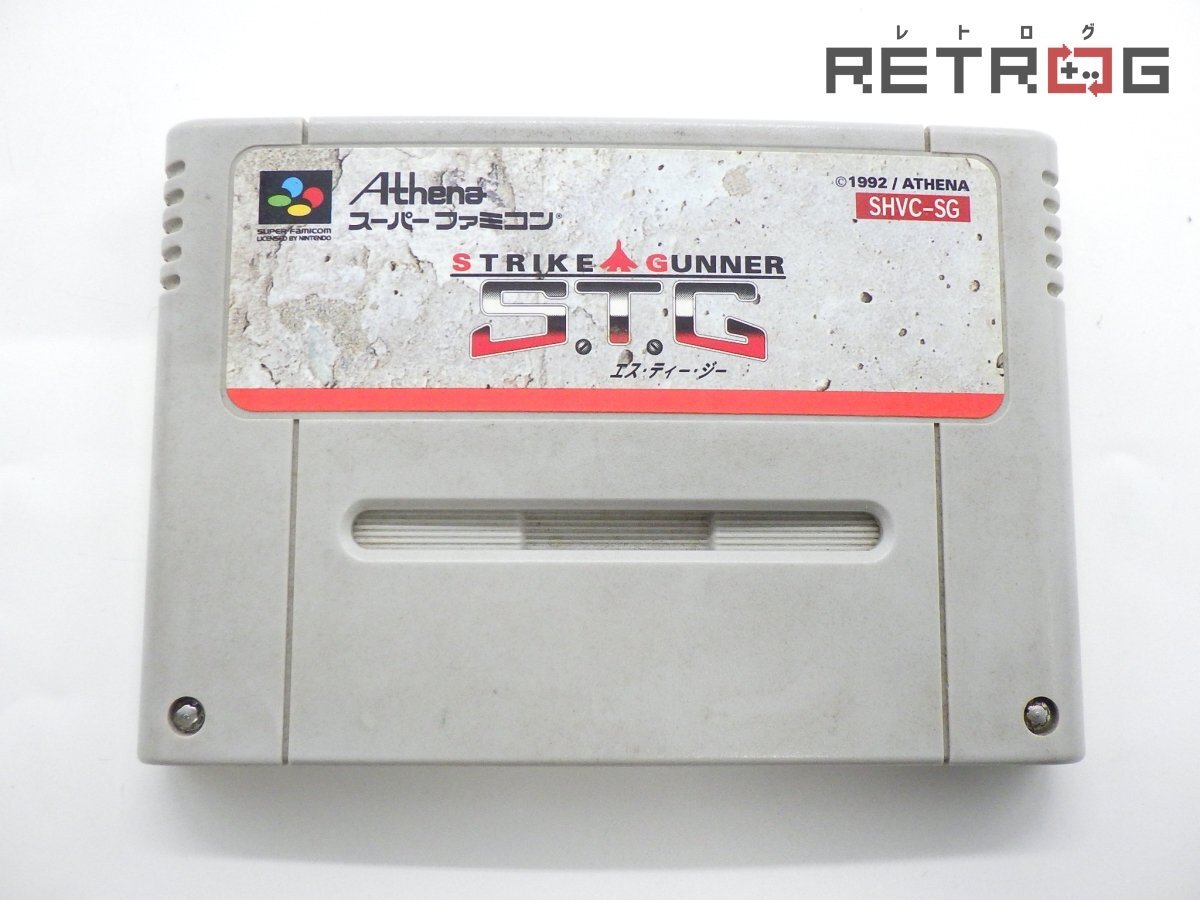 レトログ
RETROG
Athena
スーパーファミコン®
SUPER FAMICOM
LICENSED BY NINTENDO
©1992 / ATHENA
SHVC-SG
STRIKE GUNNER
S.T.G
エス・ティー・ジー